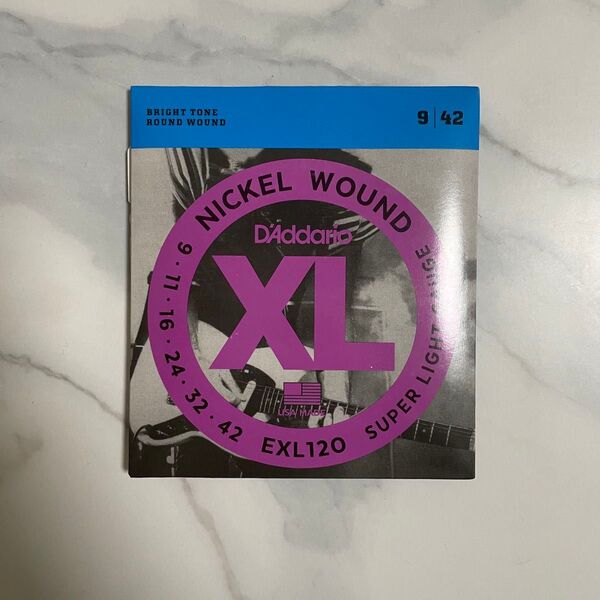 BRIGHT TONE
ROUND WOUND
9 | 42
NICKEL WOUND
D'Addario
XL
USA MADE
9 · 11 · 16 · 24 · 32 · 42
EXL120
SUPER LIGHT GAUGE